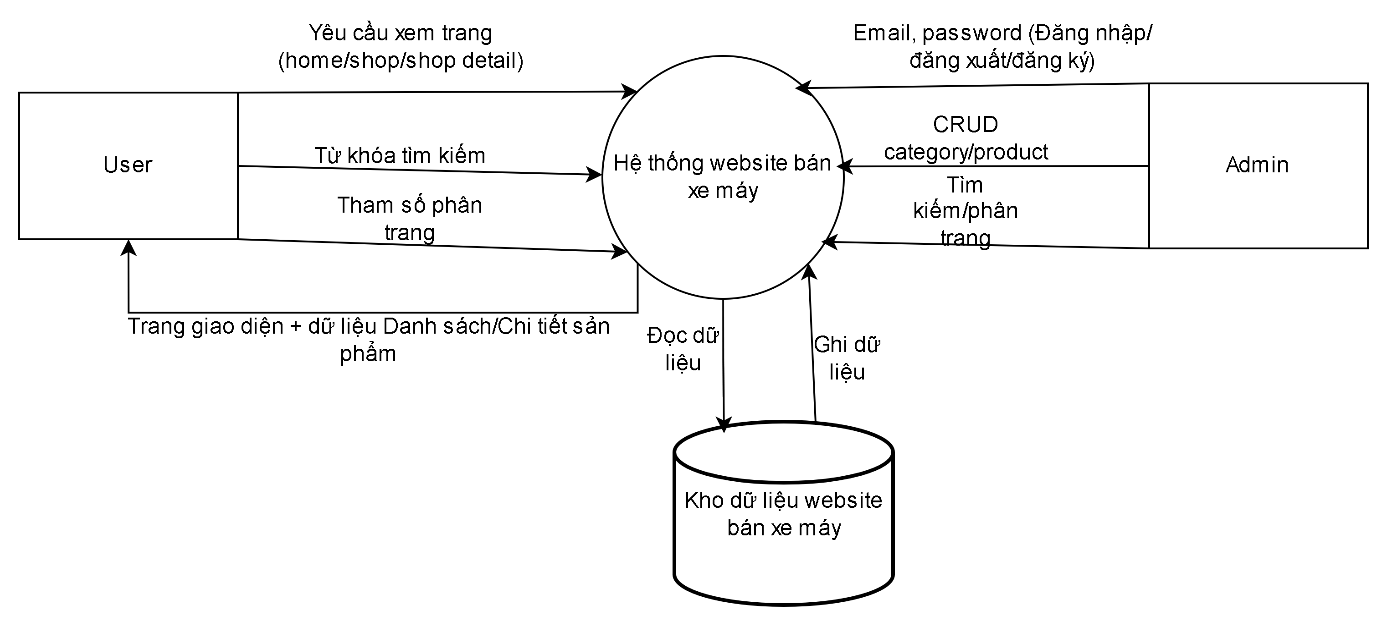 Yêu cầu xem trang
(home/shop/shop detail)
Email, password (Đăng nhập/
đăng xuất/đăng ký)
User
Từ khóa tìm kiếm
Tham số phân
trang
Hệ thống website bán
xe máy
CRUD
category/product
Tìm
kiếm/phân
trang
Admin
Trang giao diện + dữ liệu Danh sách/Chi tiết sản
phẩm
Đọc dữ
liệu
Ghi dữ
liệu
Kho dữ liệu website
bán xe máy